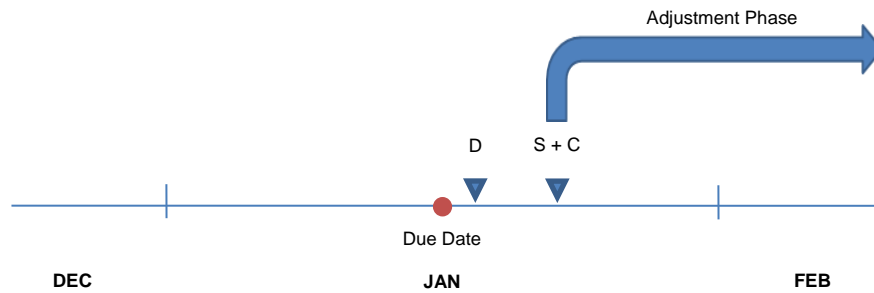 Adjustment Phase
D
S + C
Due Date
DEC
JAN
FEB